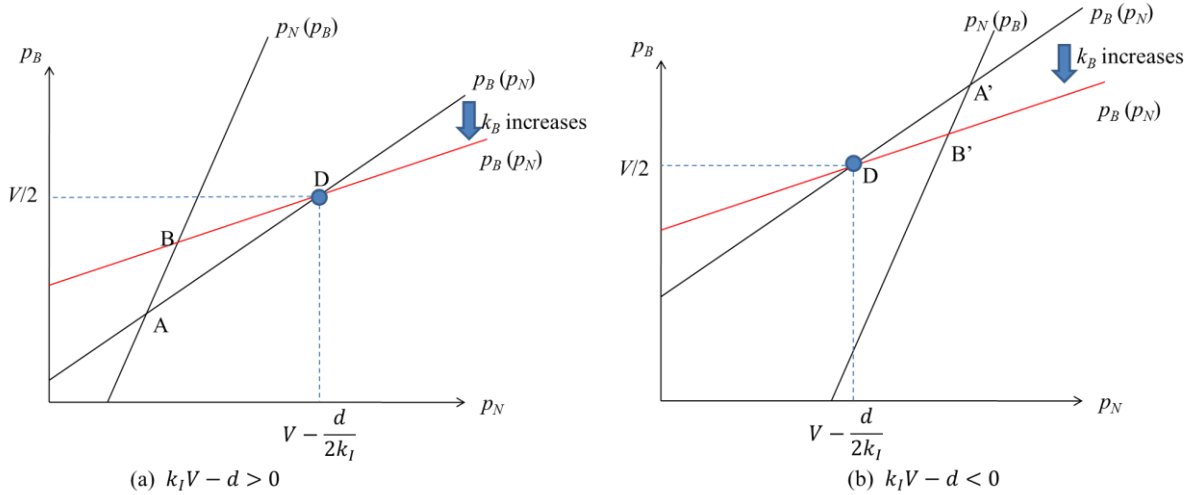 p_N (p_B)
p_B
p_B (p_N)
k_B increases
p_B (p_N)
D
V/2
B
A
p_N
V − d/2k_I
(a) k_I V − d > 0
p_N (p_B)
p_B (p_N)
p_B
k_B increases
A'
p_B (p_N)
B'
V/2
D
p_N
V − d/2k_I
(b) k_I V − d < 0